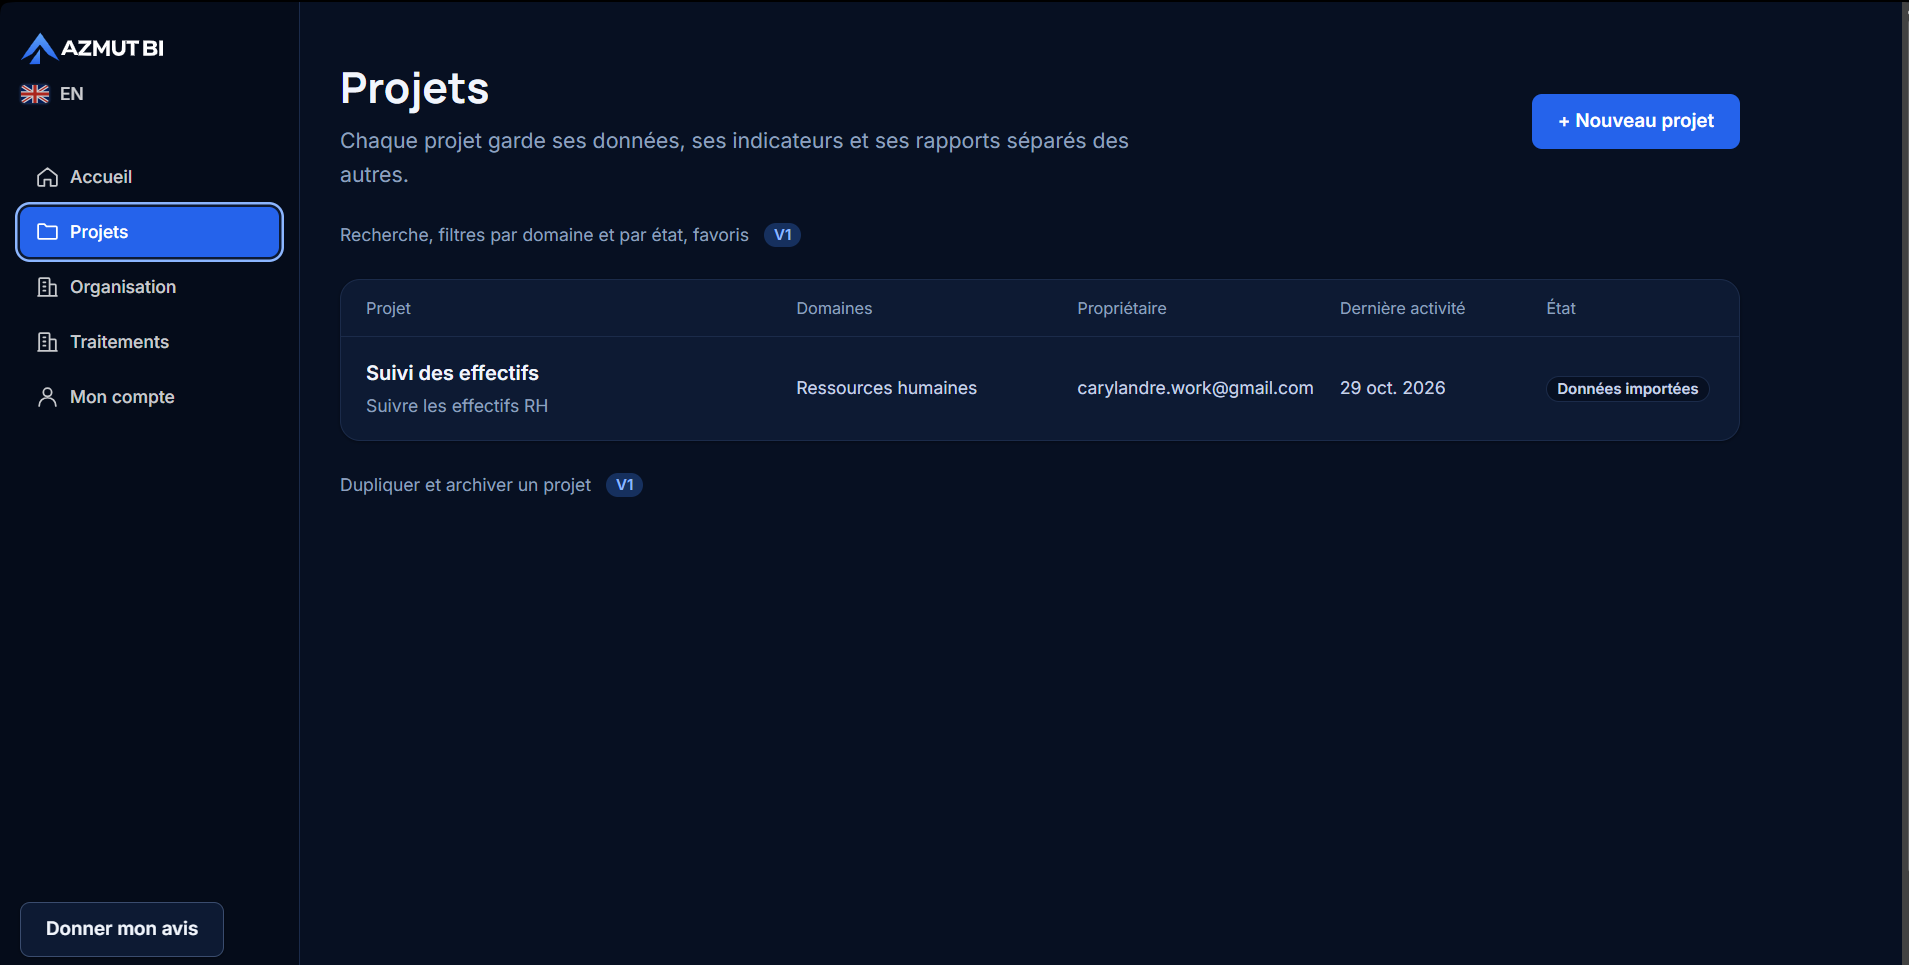 AZMUT BI
EN
Accueil
Projets
Organisation
Traitements
Mon compte
Donner mon avis
Projets
Chaque projet garde ses données, ses indicateurs et ses rapports séparés des
autres.
+ Nouveau projet
Recherche, filtres par domaine et par état, favoris V1
Projet Domaines Propriétaire Dernière activité État
Suivi des effectifs
Suivre les effectifs RH
Ressources humaines carylandre.work@gmail.com 29 oct. 2026 Données importées
Dupliquer et archiver un projet V1